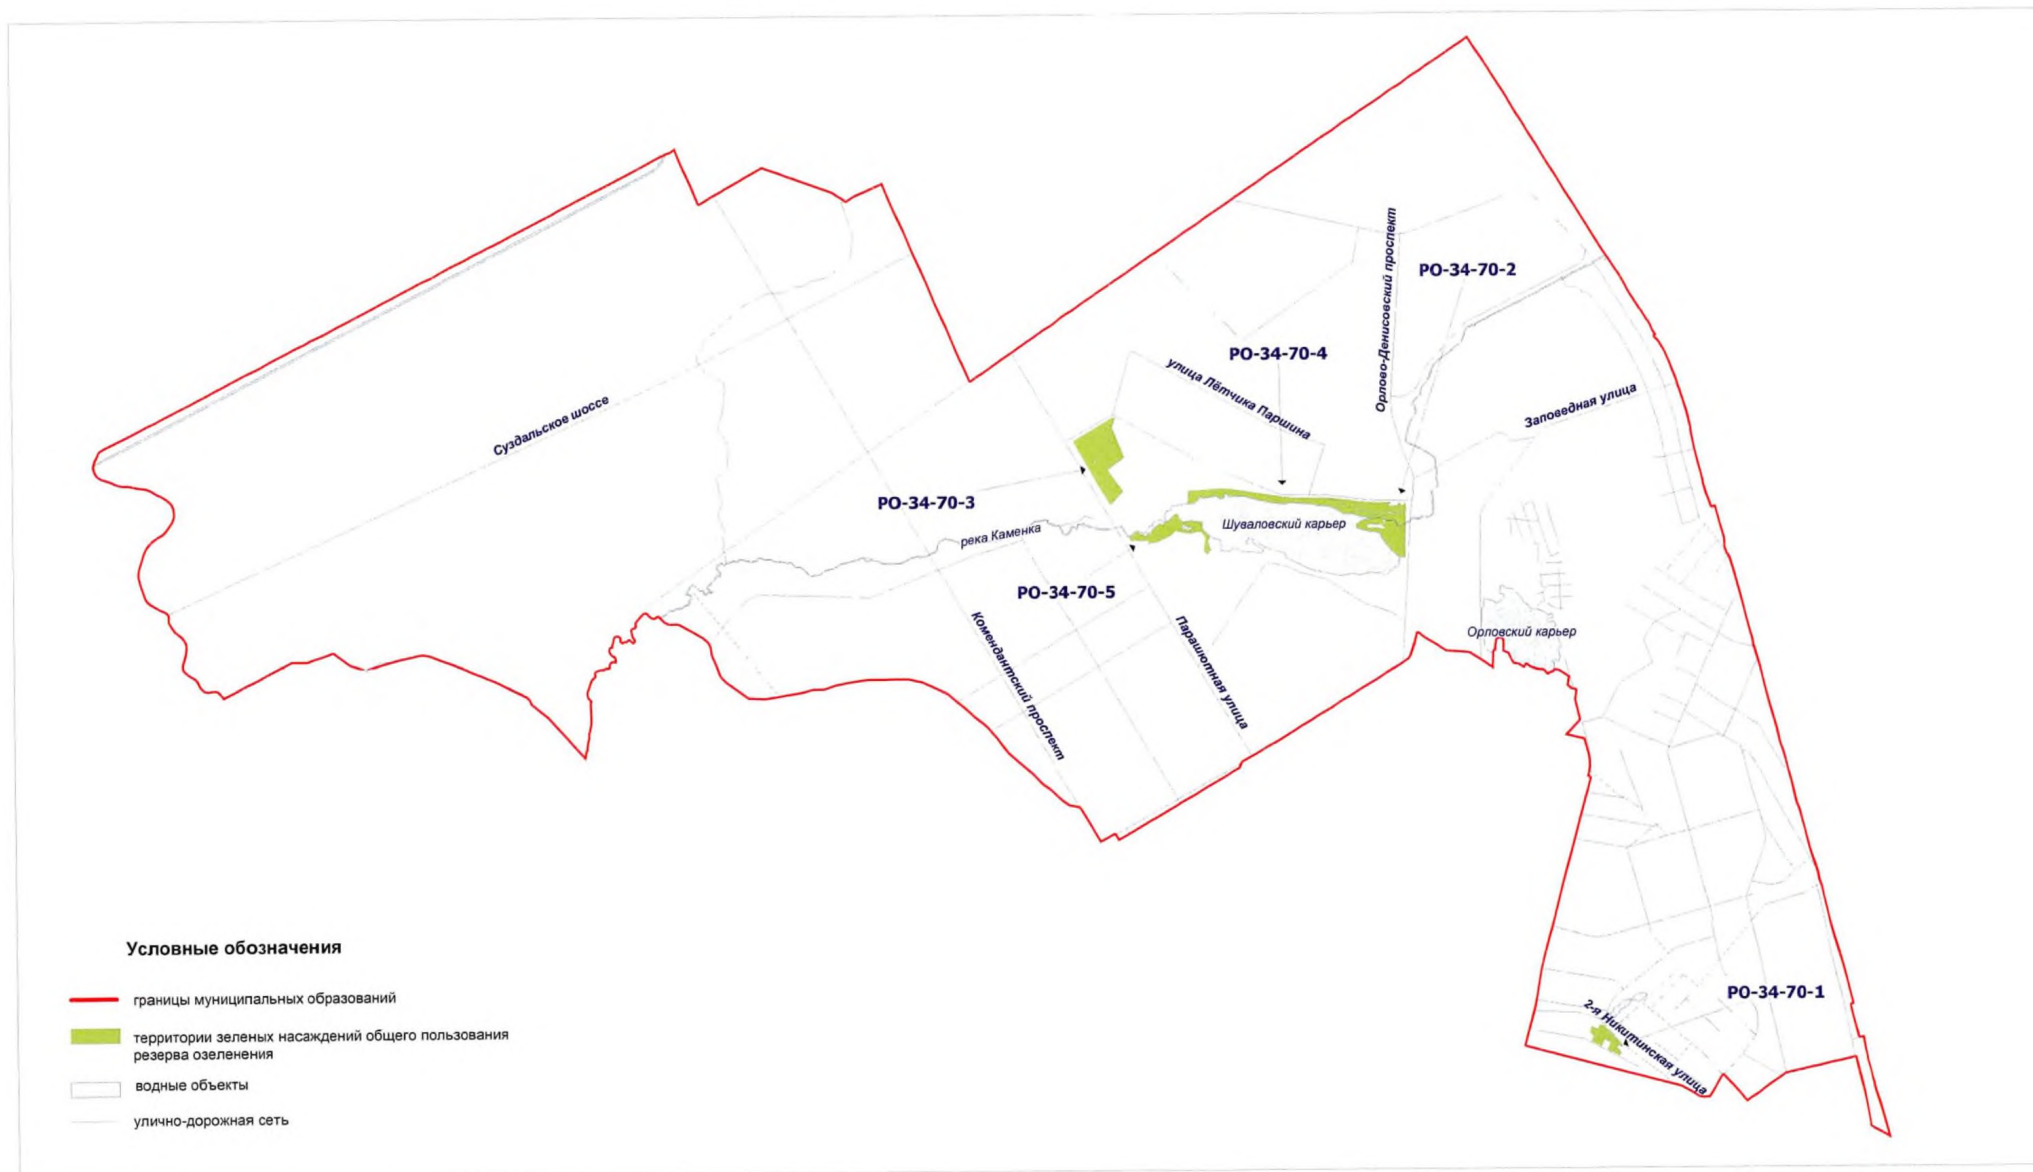 Орлово-Денисовский проспект
РО-34-70-2
РО-34-70-4
улица Лётчика Паршина
Заповедная улица
Суздальское шоссе
РО-34-70-3
река Каменка
Шуваловский карьер
РО-34-70-5
Комендантский проспект
Парашютная улица
Орловский карьер
Условные обозначения
границы муниципальных образований
территории зеленых насаждений общего пользования
резерва озеленения
водные объекты
улично-дорожная сеть
РО-34-70-1
2-я Никитинская улица